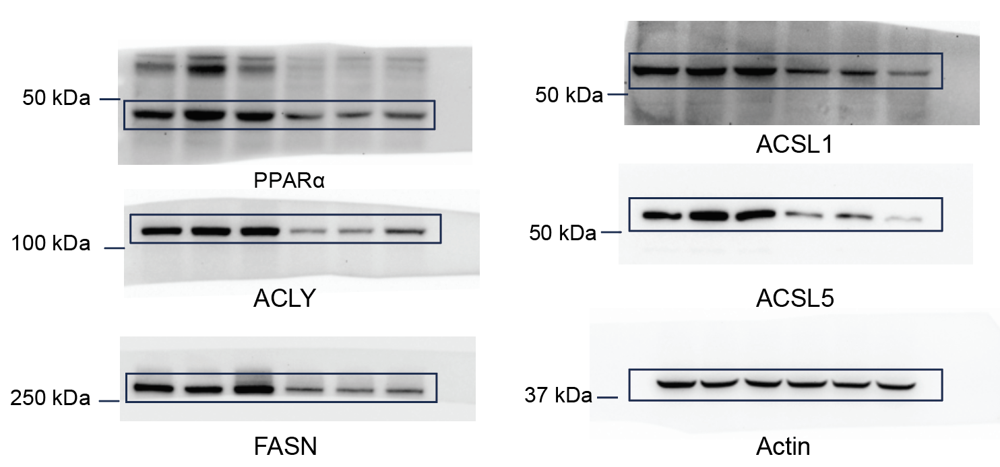 50 kDa
PPARα
100 kDa
ACLY
250 kDa
FASN
50 kDa
ACSL1
50 kDa
ACSL5
37 kDa
Actin